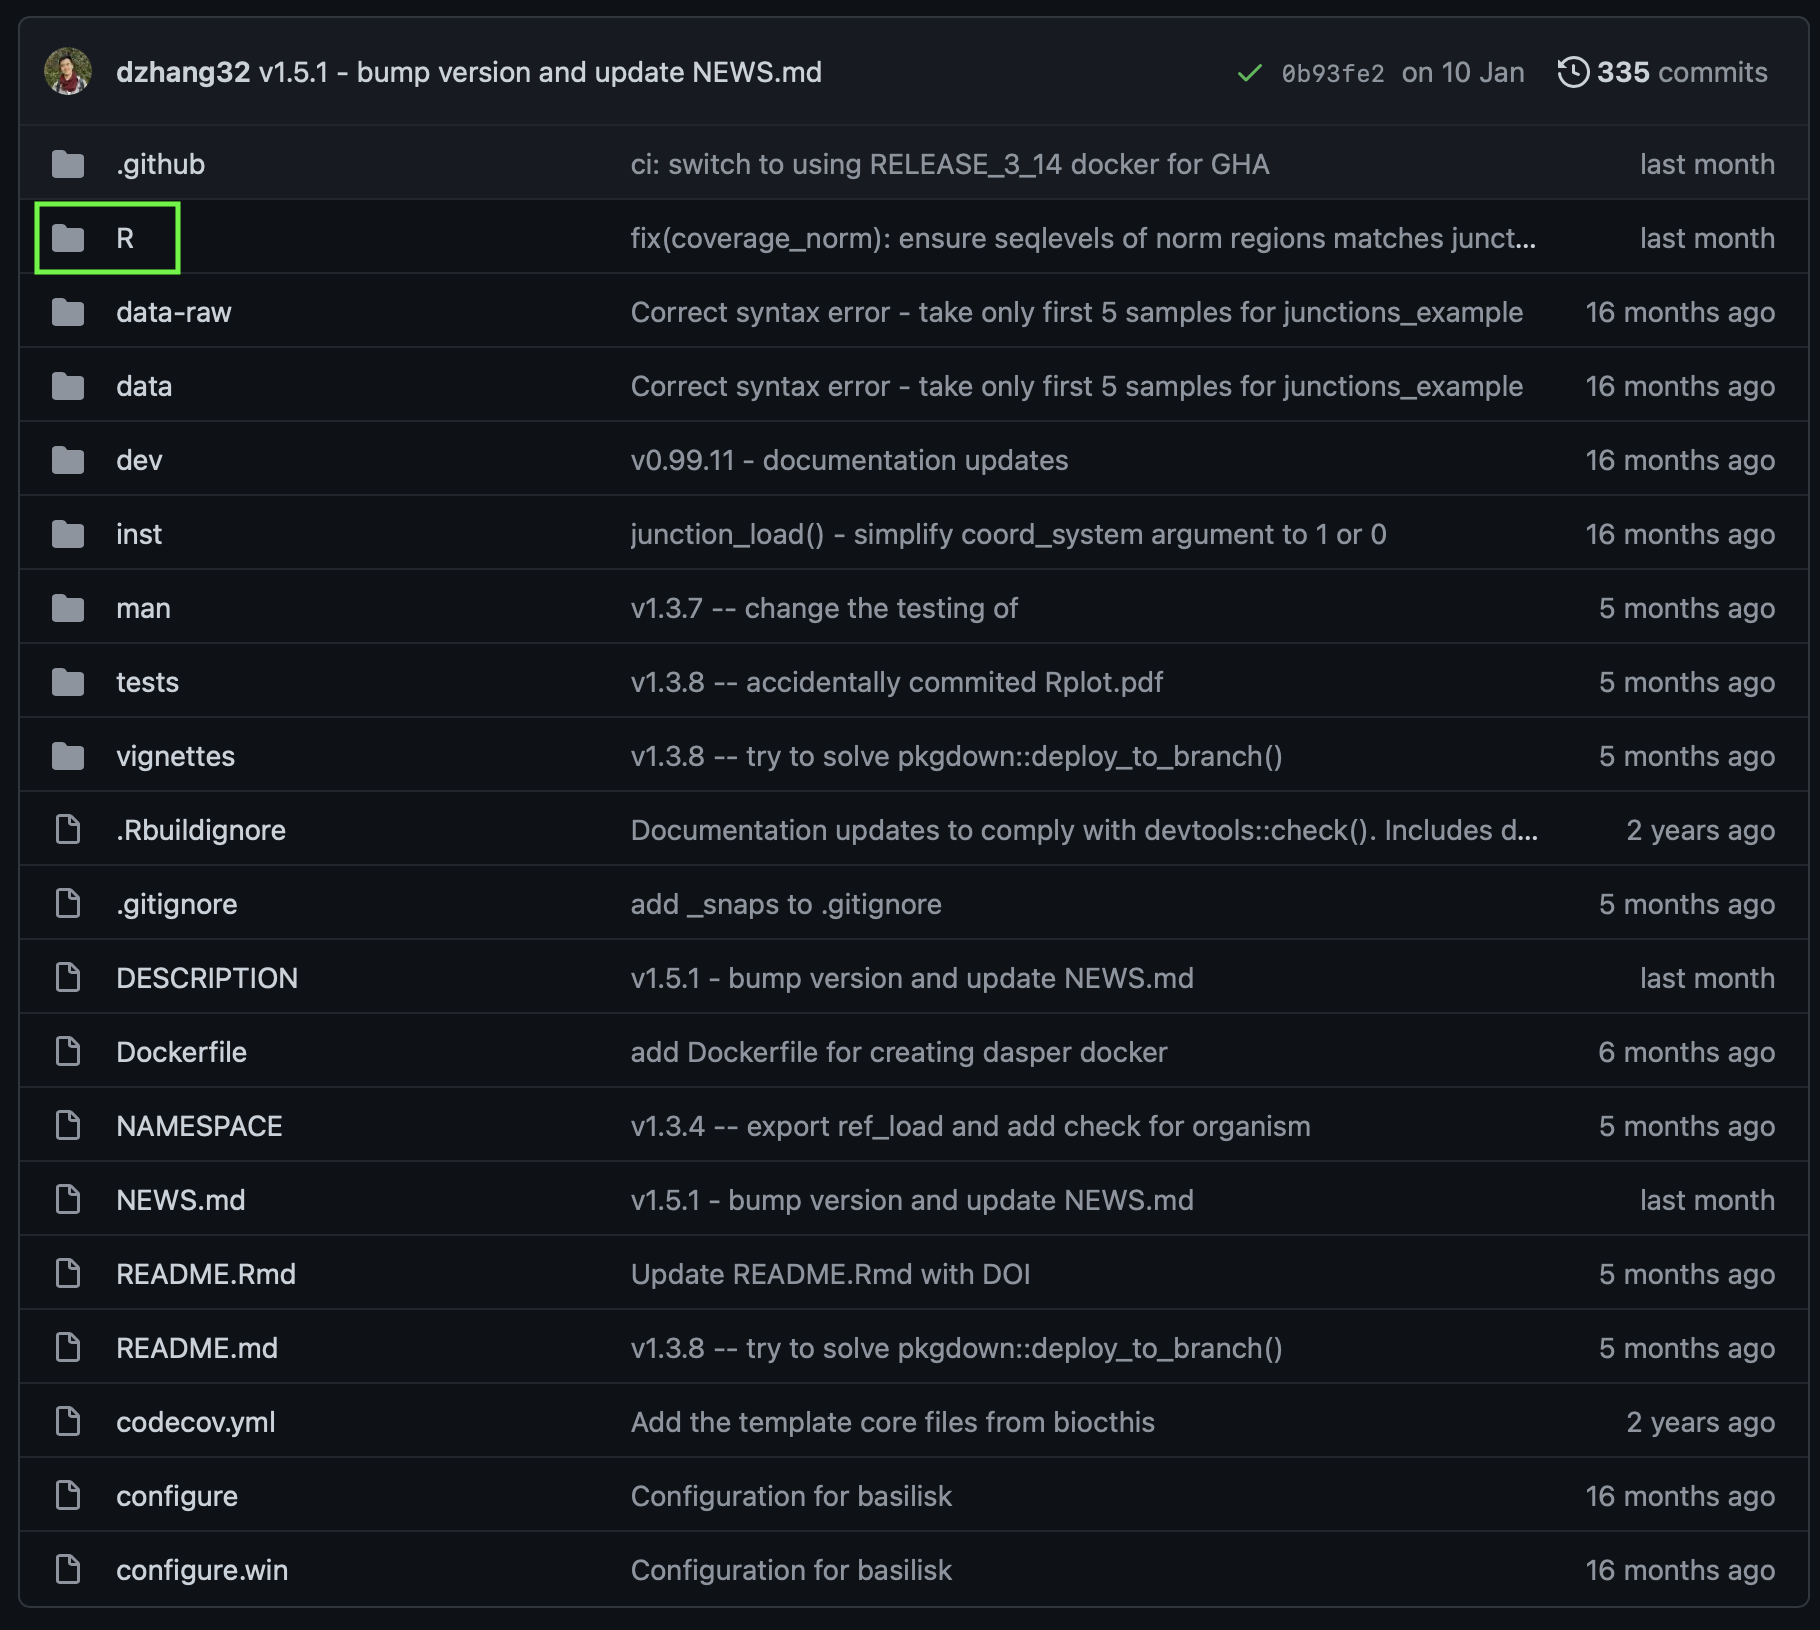 dzhang32 v1.5.1 - bump version and update NEWS.md 0b93fe2 on 10 Jan 335 commits
.github ci: switch to using RELEASE_3_14 docker for GHA last month
R fix(coverage_norm): ensure seqlevels of norm regions matches junct... last month
data-raw Correct syntax error - take only first 5 samples for junctions_example 16 months ago
data Correct syntax error - take only first 5 samples for junctions_example 16 months ago
dev v0.99.11 - documentation updates 16 months ago
inst junction_load() - simplify coord_system argument to 1 or 0 16 months ago
man v1.3.7 -- change the testing of 5 months ago
tests v1.3.8 -- accidentally commited Rplot.pdf 5 months ago
vignettes v1.3.8 -- try to solve pkgdown::deploy_to_branch() 5 months ago
.Rbuildignore Documentation updates to comply with devtools::check(). Includes d... 2 years ago
.gitignore add _snaps to .gitignore 5 months ago
DESCRIPTION v1.5.1 - bump version and update NEWS.md last month
Dockerfile add Dockerfile for creating dasper docker 6 months ago
NAMESPACE v1.3.4 -- export ref_load and add check for organism 5 months ago
NEWS.md v1.5.1 - bump version and update NEWS.md last month
README.Rmd Update README.Rmd with DOI 5 months ago
README.md v1.3.8 -- try to solve pkgdown::deploy_to_branch() 5 months ago
codecov.yml Add the template core files from biocthis 2 years ago
configure Configuration for basilisk 16 months ago
configure.win Configuration for basilisk 16 months ago